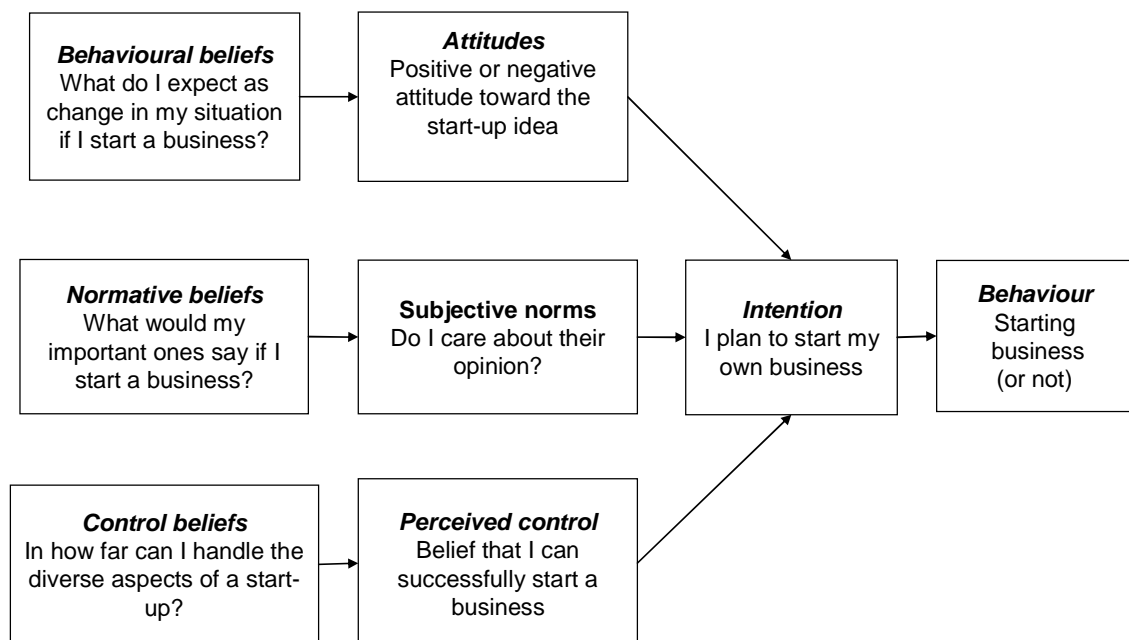 Behavioural beliefs
What do I expect as
change in my situation
if I start a business?
Attitudes
Positive or negative
attitude toward the
start-up idea
Normative beliefs
What would my
important ones say if I
start a business?
Subjective norms
Do I care about their
opinion?
Intention
I plan to start my
own business
Behaviour
Starting
business
(or not)
Control beliefs
In how far can I handle the
diverse aspects of a start-
up?
Perceived control
Belief that I can
successfully start a
business